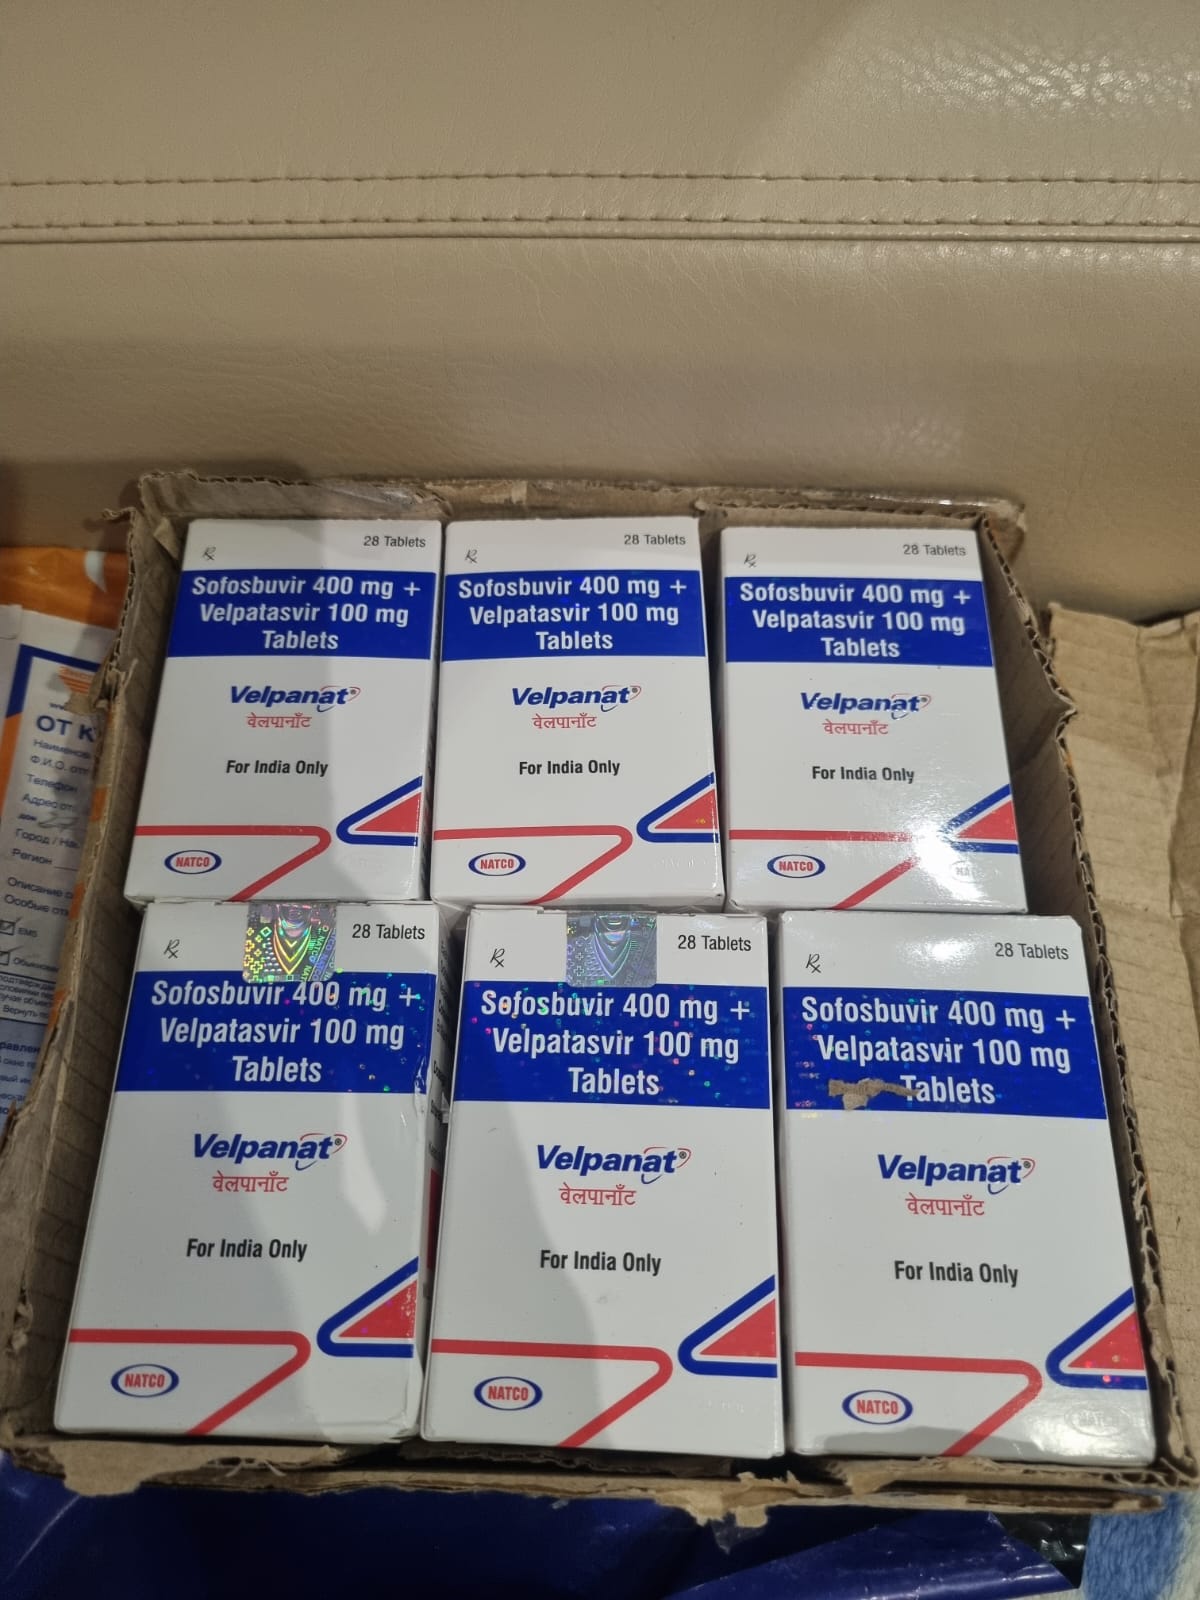 28 Tablets
Sofosbuvir 400 mg +
Velpatasvir 100 mg
Tablets
Velpanat®
वेलपानाँट
For India Only
NATCO
28 Tablets
Sofosbuvir 400 mg +
Velpatasvir 100 mg
Tablets
Velpanat®
वेलपानाँट
For India Only
NATCO
28 Tablets
Sofosbuvir 400 mg +
Velpatasvir 100 mg
Tablets
Velpanat®
वेलपानाँट
For India Only
NATCO
28 Tablets
Sofosbuvir 400 mg +
Velpatasvir 100 mg
Tablets
Velpanat®
वेलपानाँट
For India Only
NATCO
28 Tablets
Sofosbuvir 400 mg +
Velpatasvir 100 mg
Tablets
Velpanat®
वेलपानाँट
For India Only
NATCO
28 Tablets
Sofosbuvir 400 mg +
Velpatasvir 100 mg
Tablets
Velpanat®
वेलपानाँट
For India Only
NATCO
ОТ
Ф.И.О.
Телефон
Город /
Регион
Описание
Особые
EMS